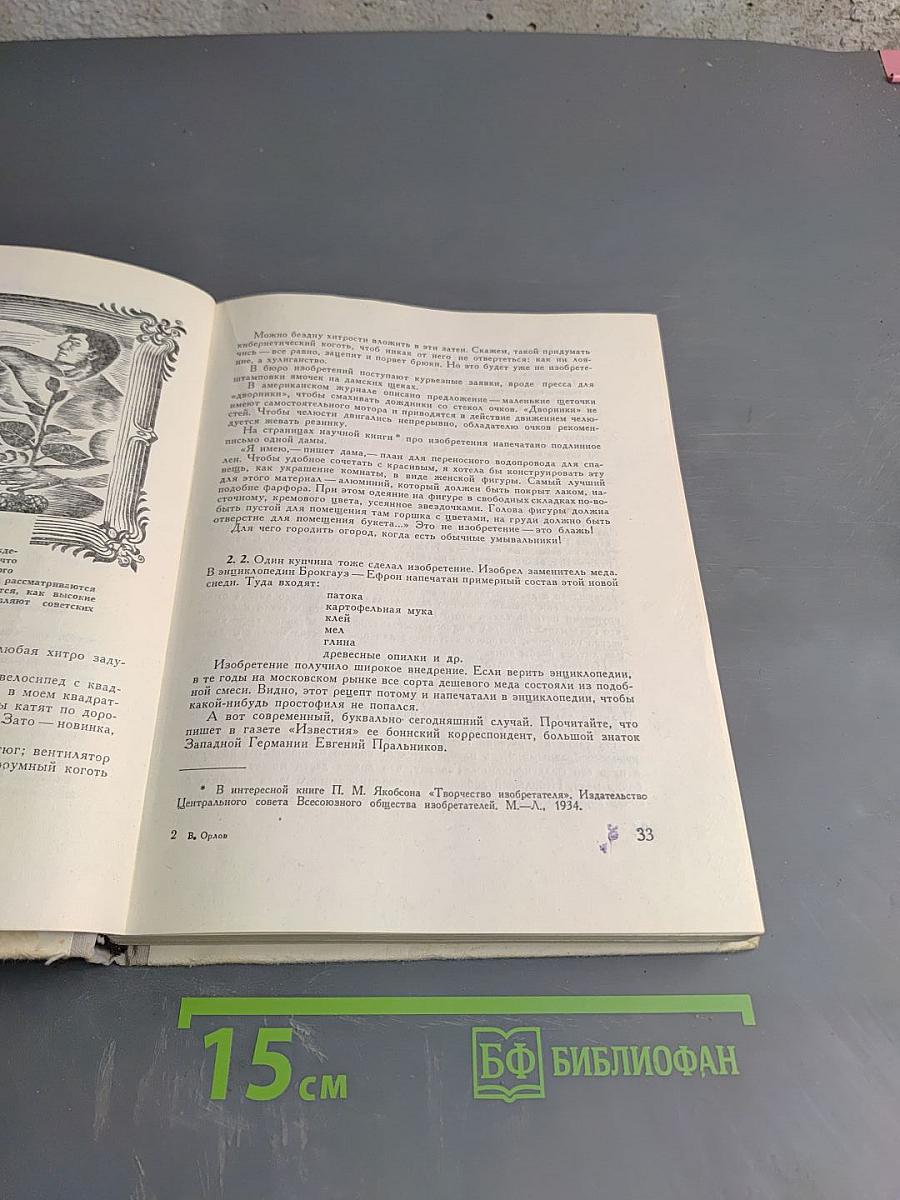 кде-
что
ого
рассматриваются
тся, как высокие
вляют советских
любая хитро заду-
велосипед с квад-
в моем квадрат-
ы катят по доро-
Зато — новинка,
тюг; вентилятор
оумный коготь
Можно бездну хитрости вложить в эти затеи. Скажем, такой придумать
кибернетический коготь, чтоб никак от него не отвертеться: как ни лов-
чись — все равно, зацепит и порвет брюки. Но это будет уже не изобрете-
ние, а хулиганство.
В бюро изобретений поступают курьезные заявки, вроде пресса для
штамповки ямочек на дамских щеках.
В американском журнале описано предложение — маленькие щеточки
«дворники», чтобы смахивать дождинки со стекол очков. «Дворники» не
имеют самостоятельного мотора и приводятся в действие движением челю-
стей. Чтобы челюсти двигались непрерывно, обладателю очков рекомен-
дуется жевать резинку.
На страницах научной книги * про изобретения напечатано подлинное
письмо одной дамы.
«Я имею,— пишет дама,— план для переносного водопровода для спа-
лен. Чтобы удобное сочетать с красивым, я хотела бы конструировать эту
вещь, как украшение комнаты, в виде женской фигуры. Самый лучший
для этого материал — алюминий, который должен быть покрыт лаком, на-
подобие фарфора. При этом одеяние на фигуре в свободных складках по-во-
сточному, кремового цвета, усеянное звездочками. Голова фигуры должна
быть пустой для помещения там горшка с цветами, на груди должно быть
отверстие для помещения букета...» Это не изобретение — это блажь!
Для чего городить огород, когда есть обычные умывальники!
2. 2. Один купчина тоже сделал изобретение. Изобрел заменитель меда.
В энциклопедии Брокгауз — Ефрон напечатан примерный состав этой новой
снеди. Туда входят:
патока
картофельная мука
клей
мел
глина
древесные опилки и др.
Изобретение получило широкое внедрение. Если верить энциклопедии,
в те годы на московском рынке все сорта дешевого меда состояли из подоб-
ной смеси. Видно, этот рецепт потому и напечатали в энциклопедии, чтобы
какой-нибудь простофиля не попался.
А вот современный, буквально сегодняшний случай. Прочитайте, что
пишет в газете «Известия» ее боннский корреспондент, большой знаток
Западной Германии Евгений Пральников.
* В интересной книге П. М. Якобсона «Творчество изобретателя». Издательство
Центрального совета Всесоюзного общества изобретателей. М.—Л., 1934.
2 В. Орлов
33
15 см
БФ БИБЛИОФАН